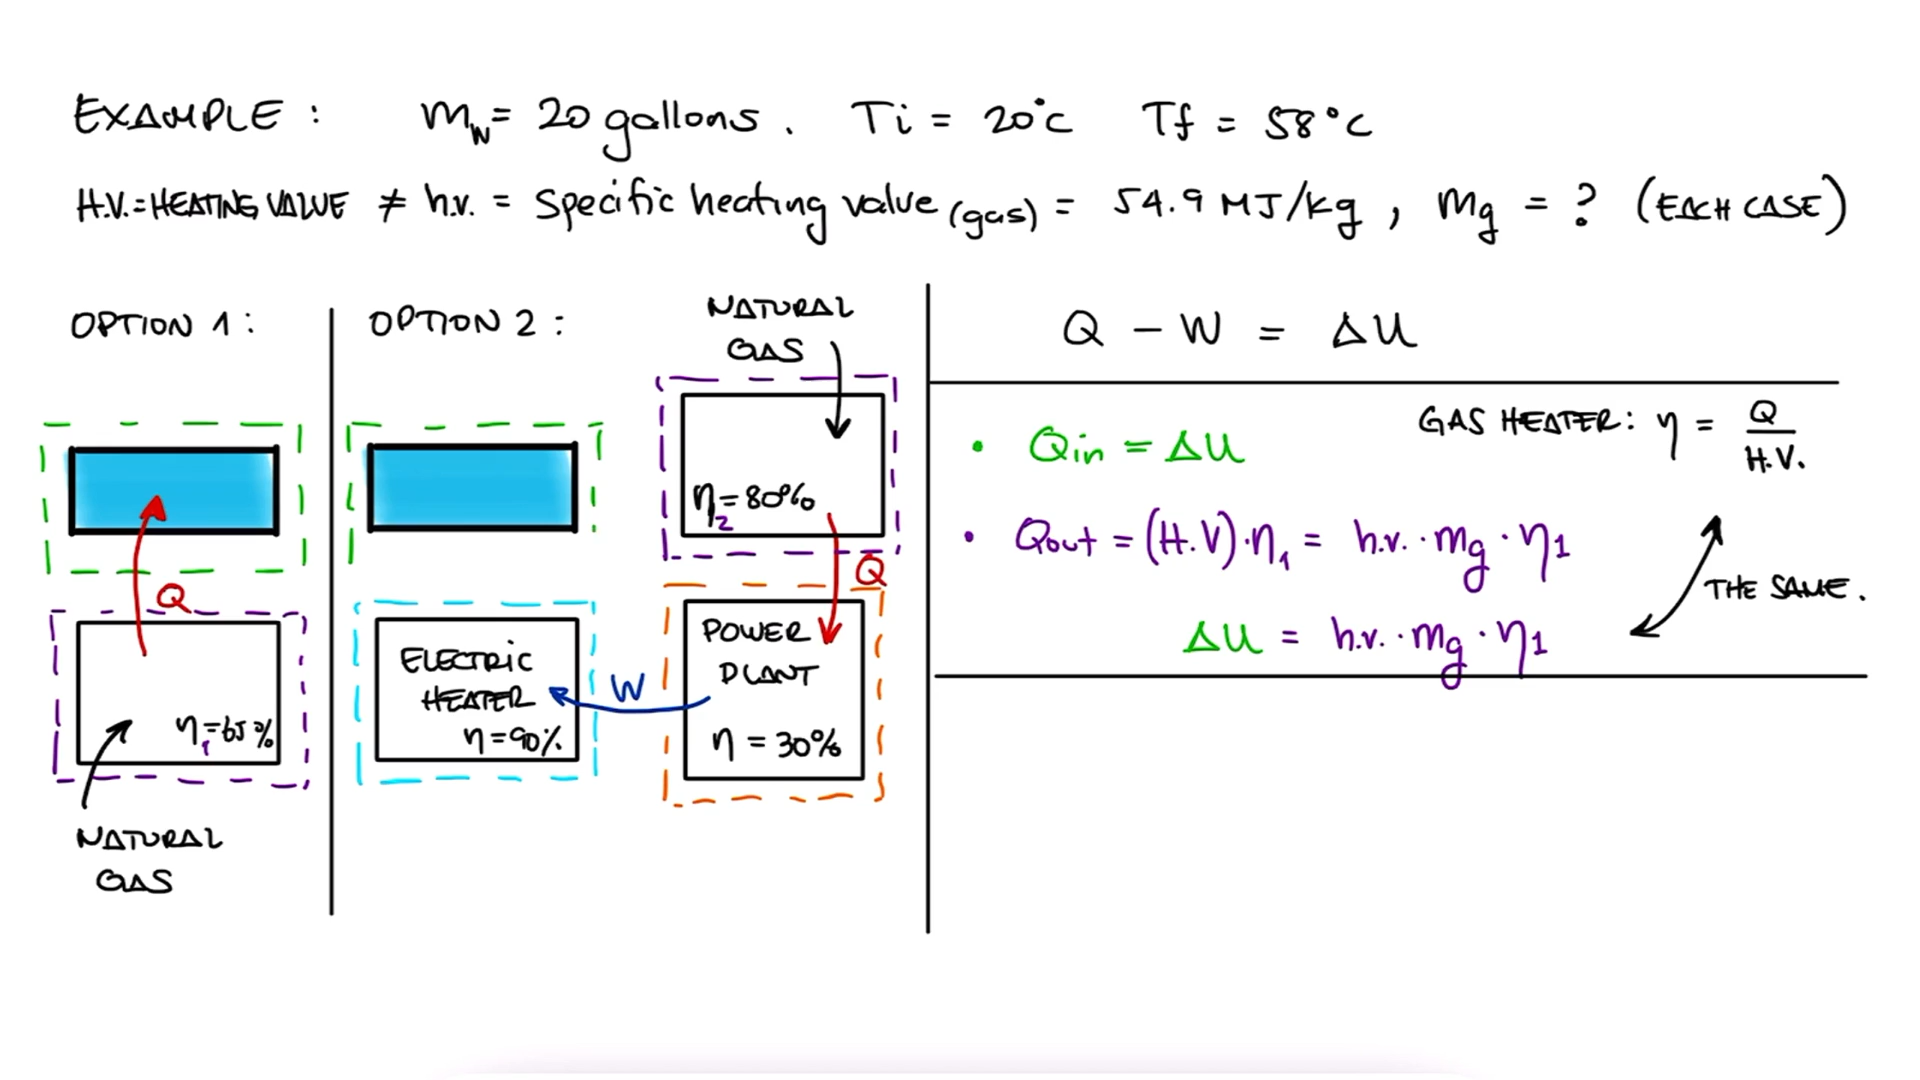 EXAMPLE : mw = 20 gallons. Ti = 20°C Tf = 58°C
H.V. = HEATING VALUE ≠ h.v. = Specific heating value (gas) = 54.9 MJ/kg, mg = ? (EACH CASE)
OPTION 1 :
Q
η1 = 65%
NATURAL
GAS
OPTION 2 :
NATURAL
GAS
η2 = 80%
Q
ELECTRIC
HEATER
η = 90%
W
POWER
PLANT
η = 30%
Q - W = ΔU
GAS HEATER: η = Q / H.V.
• Qin = ΔU
• Qout = (H.V)·η1 = h.v.·mg·η1
THE SAME.
ΔU = h.v.·mg·η1